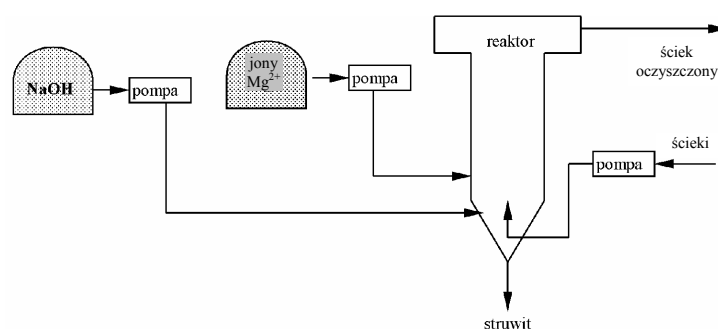 reaktor
ściek
oczyszczony
jony
Mg²⁺
NaOH
pompa
pompa
ścieki
pompa
struwit